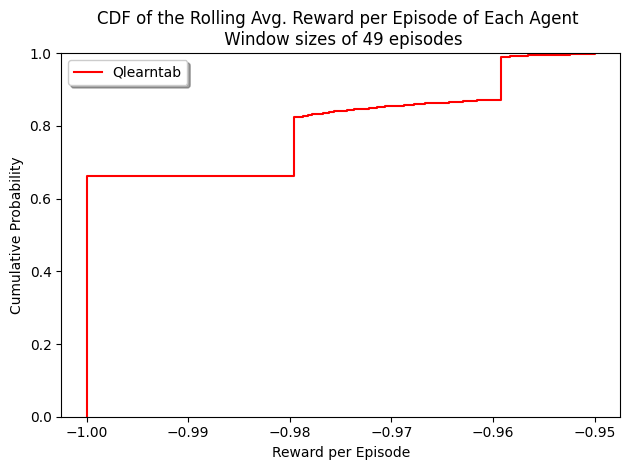 CDF of the Rolling Avg. Reward per Episode of Each Agent
Window sizes of 49 episodes
Qlearntab
1.0
0.8
0.6
0.4
0.2
0.0
Cumulative Probability
−1.00 −0.99 −0.98 −0.97 −0.96 −0.95
Reward per Episode